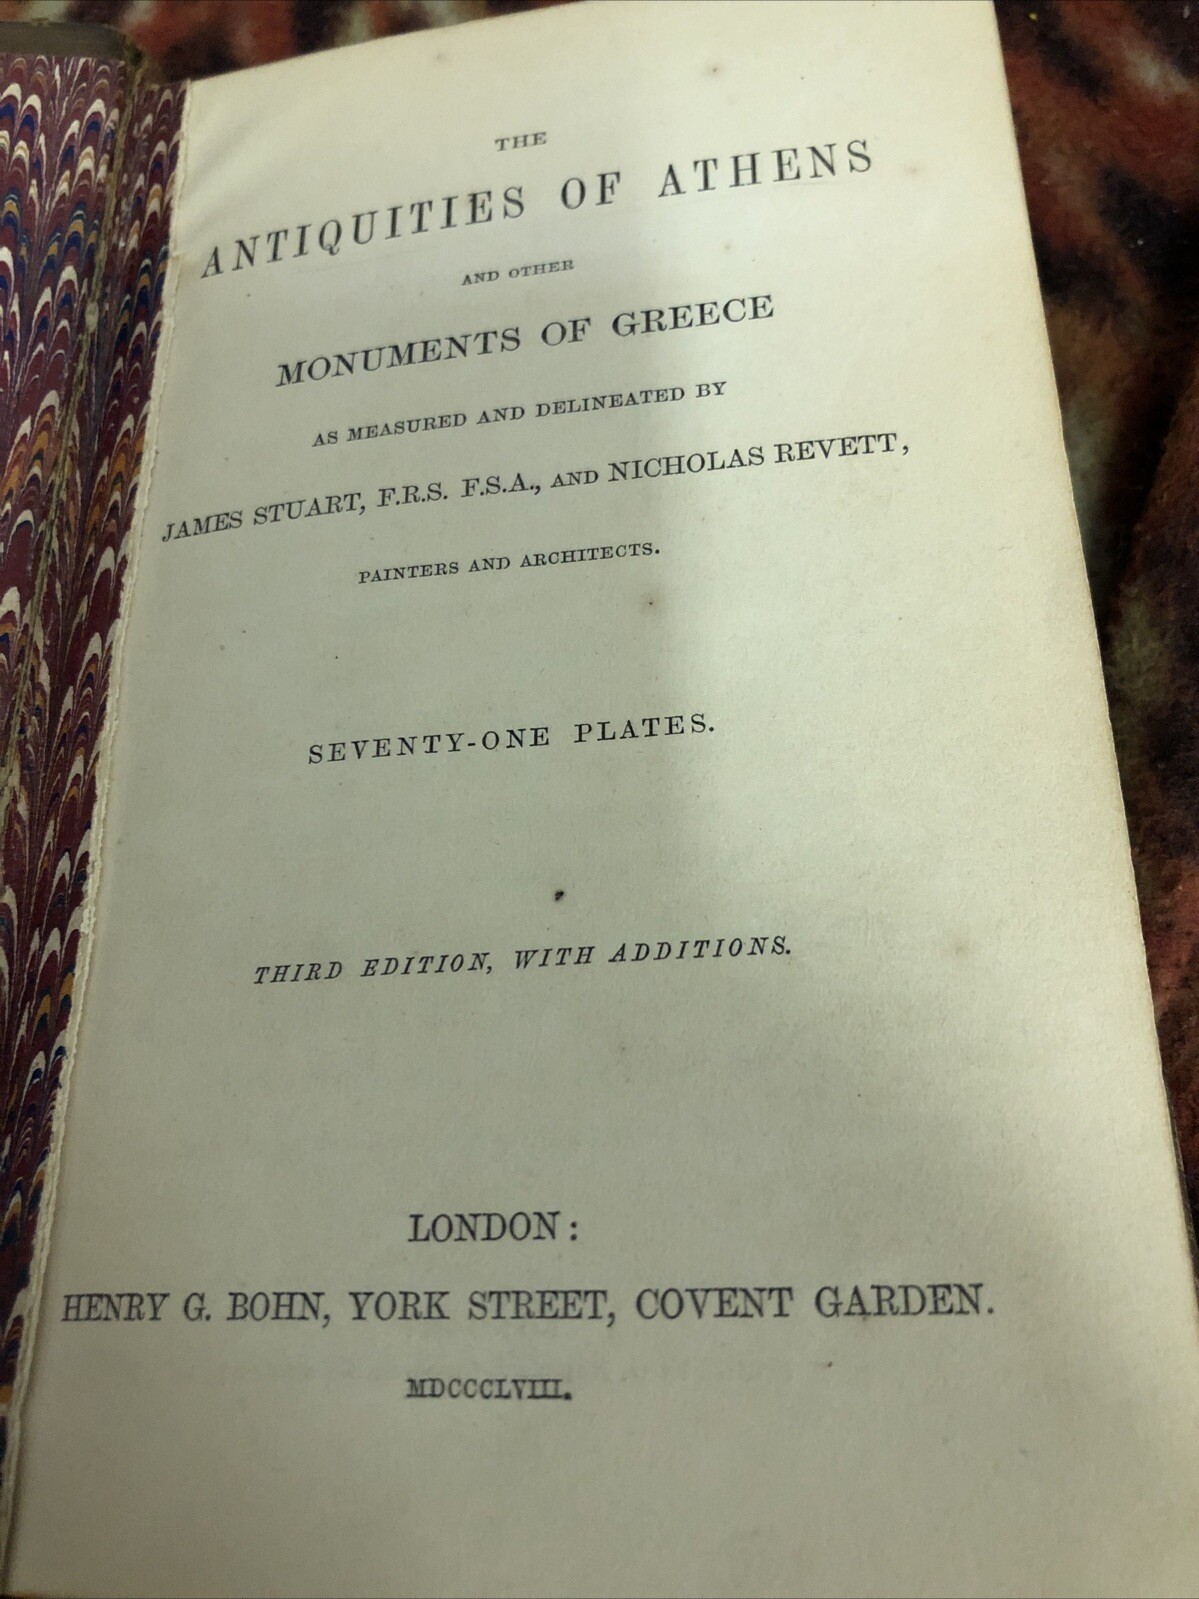 THE
ANTIQUITIES OF ATHENS
AND OTHER
MONUMENTS OF GREECE
AS MEASURED AND DELINEATED BY
JAMES STUART, F.R.S. F.S.A., AND NICHOLAS REVETT,
PAINTERS AND ARCHITECTS.
SEVENTY-ONE PLATES.
THIRD EDITION, WITH ADDITIONS.
LONDON:
HENRY G. BOHN, YORK STREET, COVENT GARDEN.
MDCCCLVIII.